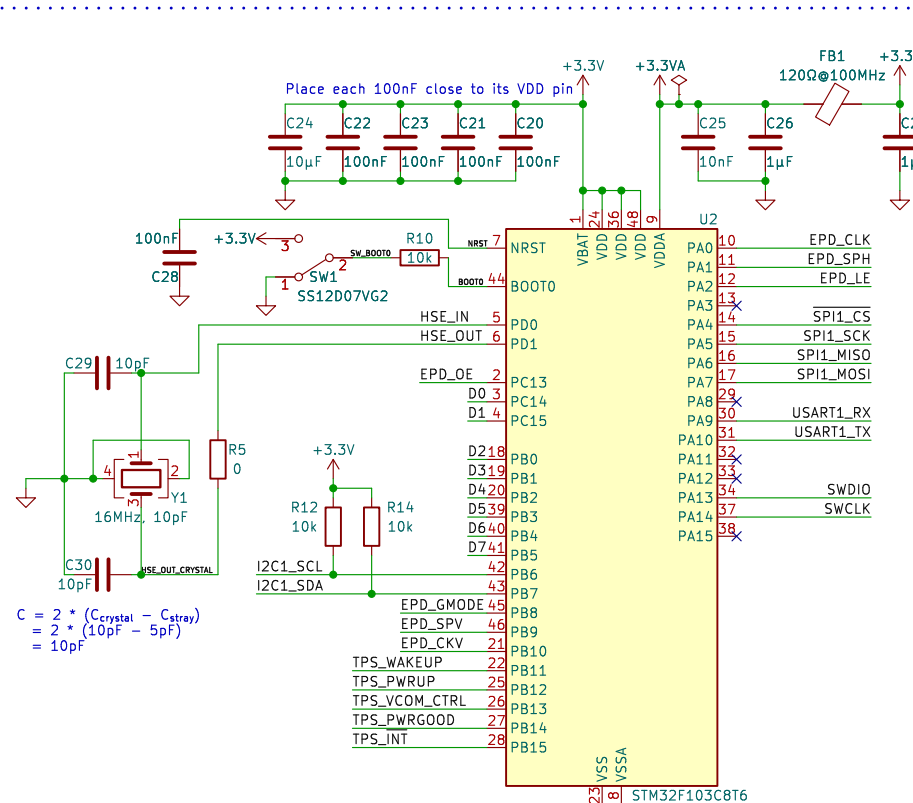 FB1
+3.3V
+3.3VA
120Ω@100MHz
Place each 100nF close to its VDD pin
C24
C22
C23
C21
C20
C25
C26
10µF
100nF
100nF
100nF
100nF
10nF
1µF
1
24
36
48
9
U2
VBAT
VDD
VDD
VDD
VDDA
100nF
C28
+3.3V
3
2
1
SW1
SS12D07VG2
SW_BOOT0
R10
10k
NRST 7 NRST
BOOT0 44 BOOT0
HSE_IN 5 PD0
HSE_OUT 6 PD1
EPD_OE 2 PC13
D0 3 PC14
D1 4 PC15
D2 18 PB0
D3 19 PB1
D4 20 PB2
D5 39 PB3
D6 40 PB4
D7 41 PB5
I2C1_SCL 42 PB6
I2C1_SDA 43 PB7
EPD_GMODE 45 PB8
EPD_SPV 46 PB9
EPD_CKV 21 PB10
TPS_WAKEUP 22 PB11
TPS_PWRUP 25 PB12
TPS_VCOM_CTRL 26 PB13
TPS_PWRGOOD 27 PB14
TPS_INT 28 PB15
PA0 10 EPD_CLK
PA1 11 EPD_SPH
PA2 12 EPD_LE
PA3 13
PA4 14 SPI1_CS
PA5 15 SPI1_SCK
PA6 16 SPI1_MISO
PA7 17 SPI1_MOSI
PA8 29
PA9 30 USART1_RX
PA10 31 USART1_TX
PA11 32
PA12 33
PA13 34 SWDIO
PA14 37 SWCLK
PA15 38
C29 10pF
R5
0
1
4
2
3
Y1
16MHz, 10pF
C30
10pF
HSE_OUT_CRYSTAL
+3.3V
R12
10k
R14
10k
C = 2 * (Ccrystal – Cstray)
= 2 * (10pF – 5pF)
= 10pF
VSS
VSSA
23
8
STM32F103C8T6